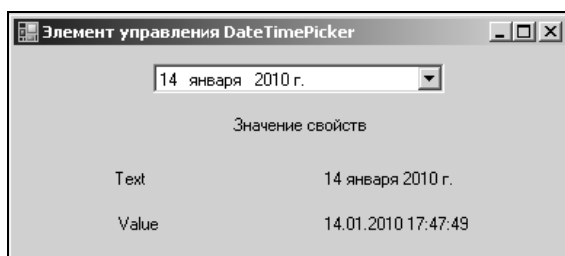 Элемент управления DateTimePicker
14 января 2010 г.
Значение свойств
Text 14 января 2010 г.
Value 14.01.2010 17:47:49